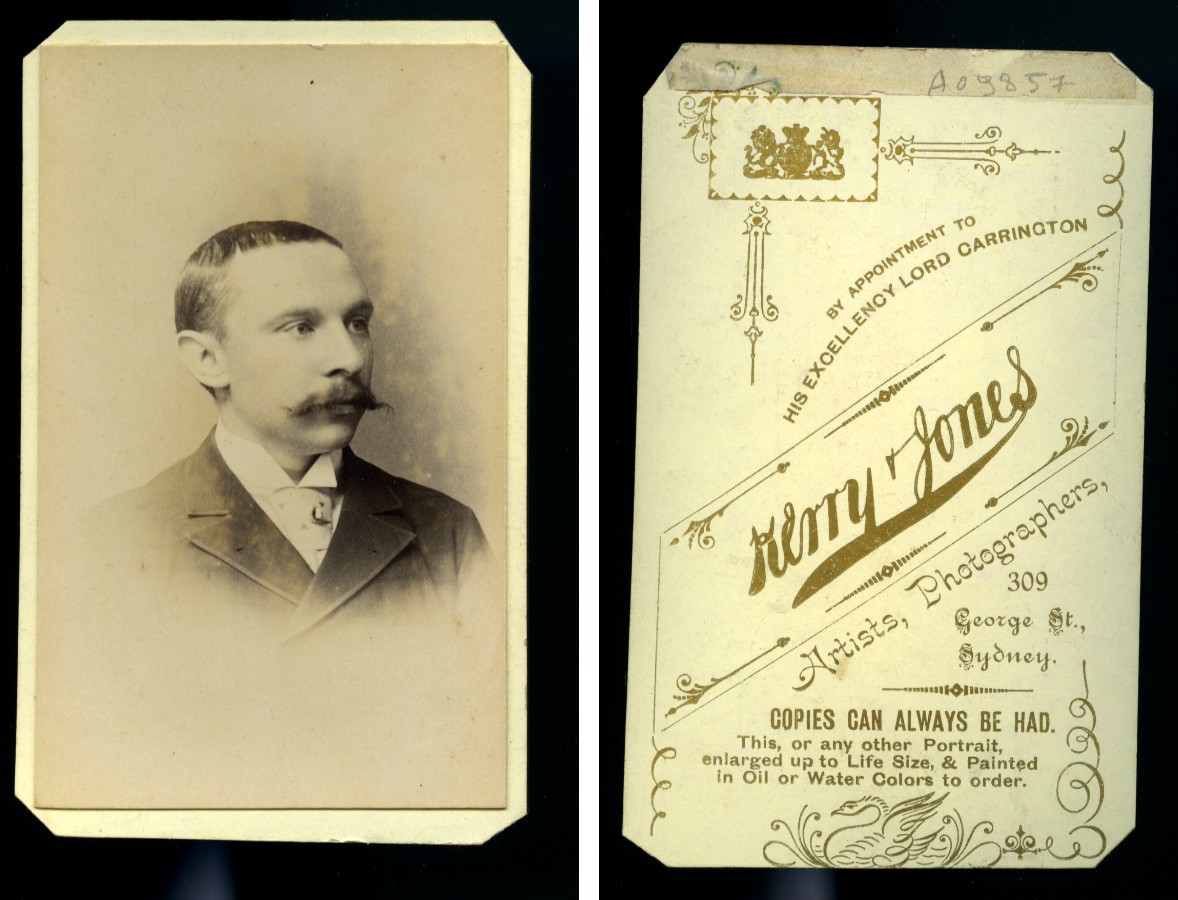 A09857
BY APPOINTMENT TO
HIS EXCELLENCY LORD CARRINGTON
Kerry & Jones
Artists, Photographers,
309
George St.,
Sydney.
COPIES CAN ALWAYS BE HAD.
This, or any other Portrait,
enlarged up to Life Size, & Painted
in Oil or Water Colors to order.